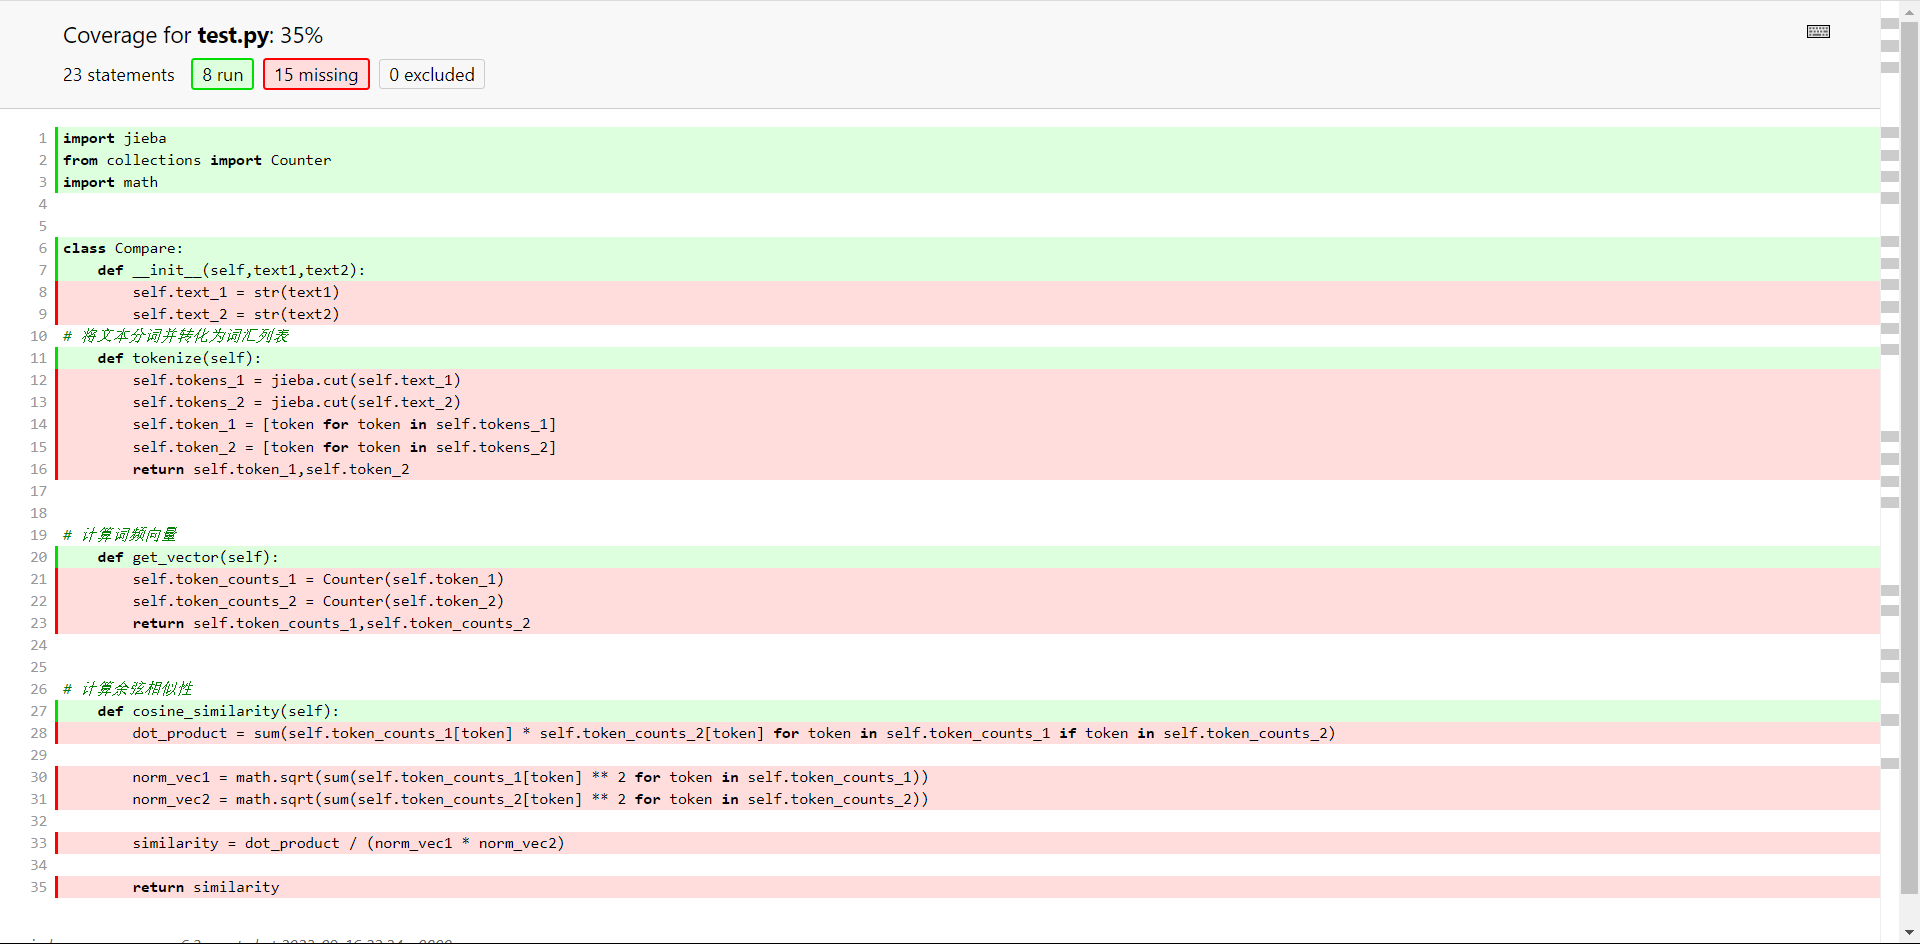 Coverage for test.py: 35%
23 statements 8 run 15 missing 0 excluded
1 import jieba
2 from collections import Counter
3 import math
4
5
6 class Compare:
7     def __init__(self,text1,text2):
8         self.text_1 = str(text1)
9         self.text_2 = str(text2)
10 # 将文本分词并转化为词汇列表
11     def tokenize(self):
12         self.tokens_1 = jieba.cut(self.text_1)
13         self.tokens_2 = jieba.cut(self.text_2)
14         self.token_1 = [token for token in self.tokens_1]
15         self.token_2 = [token for token in self.tokens_2]
16         return self.token_1,self.token_2
17
18
19 # 计算词频向量
20     def get_vector(self):
21         self.token_counts_1 = Counter(self.token_1)
22         self.token_counts_2 = Counter(self.token_2)
23         return self.token_counts_1,self.token_counts_2
24
25
26 # 计算余弦相似性
27     def cosine_similarity(self):
28         dot_product = sum(self.token_counts_1[token] * self.token_counts_2[token] for token in self.token_counts_1 if token in self.token_counts_2)
29
30         norm_vec1 = math.sqrt(sum(self.token_counts_1[token] ** 2 for token in self.token_counts_1))
31         norm_vec2 = math.sqrt(sum(self.token_counts_2[token] ** 2 for token in self.token_counts_2))
32
33         similarity = dot_product / (norm_vec1 * norm_vec2)
34
35         return similarity